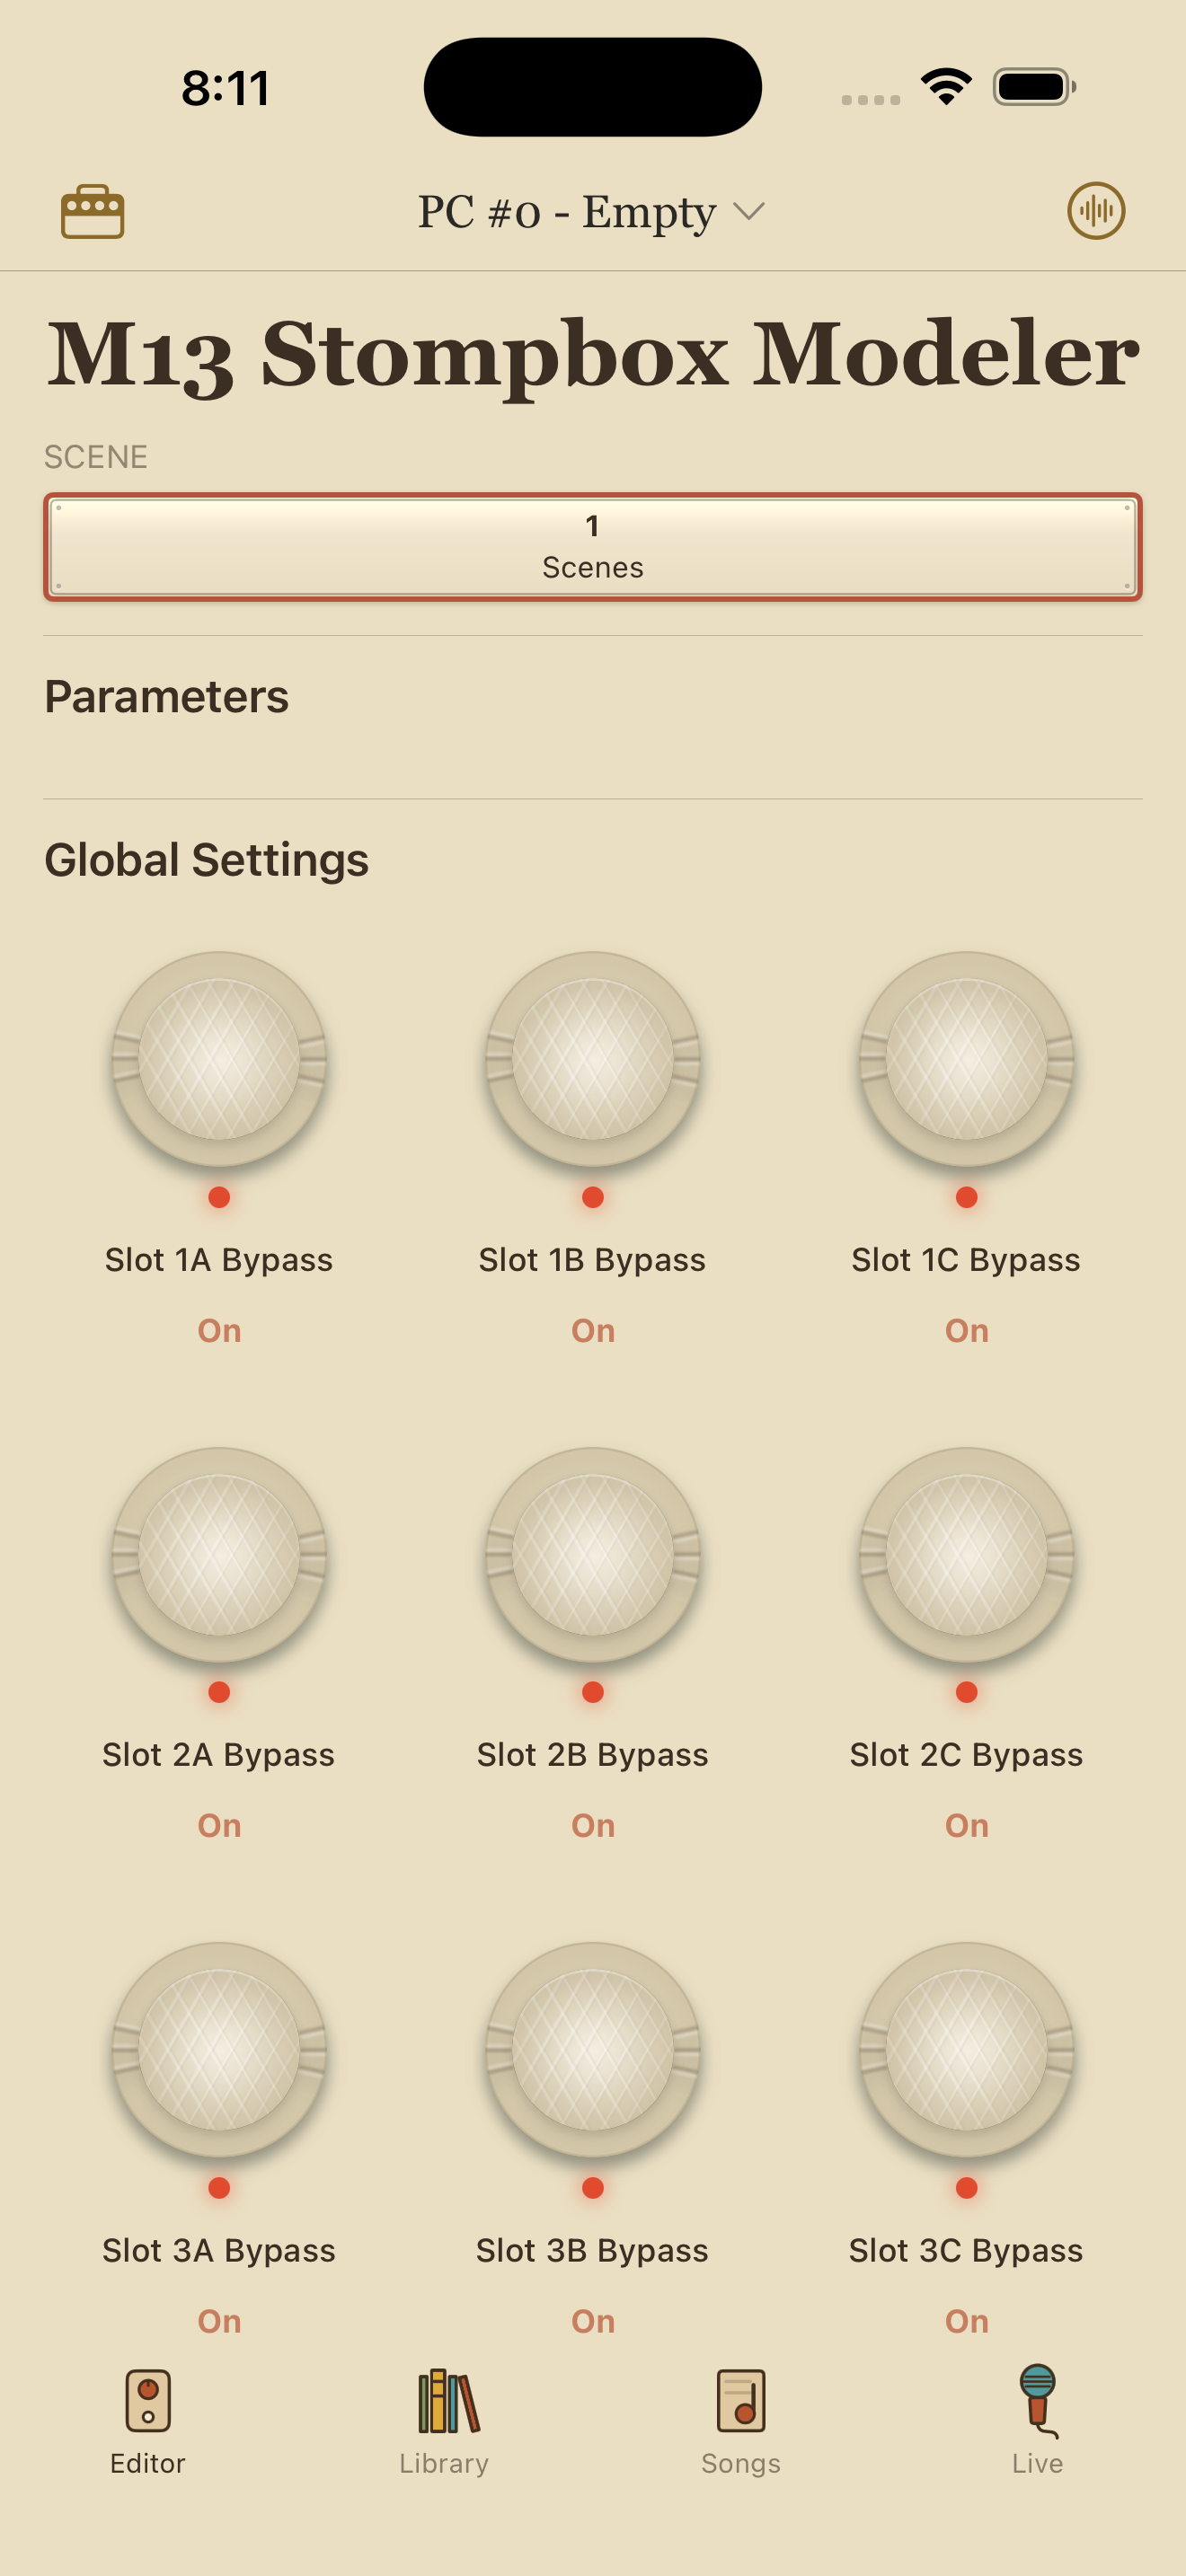 8:11
PC #0 - Empty
M13 Stompbox Modeler
SCENE
1
Scenes
Parameters
Global Settings
Slot 1A Bypass
Slot 1B Bypass
Slot 1C Bypass
On
On
On
Slot 2A Bypass
Slot 2B Bypass
Slot 2C Bypass
On
On
On
Slot 3A Bypass
Slot 3B Bypass
Slot 3C Bypass
On
On
On
Editor
Library
Songs
Live